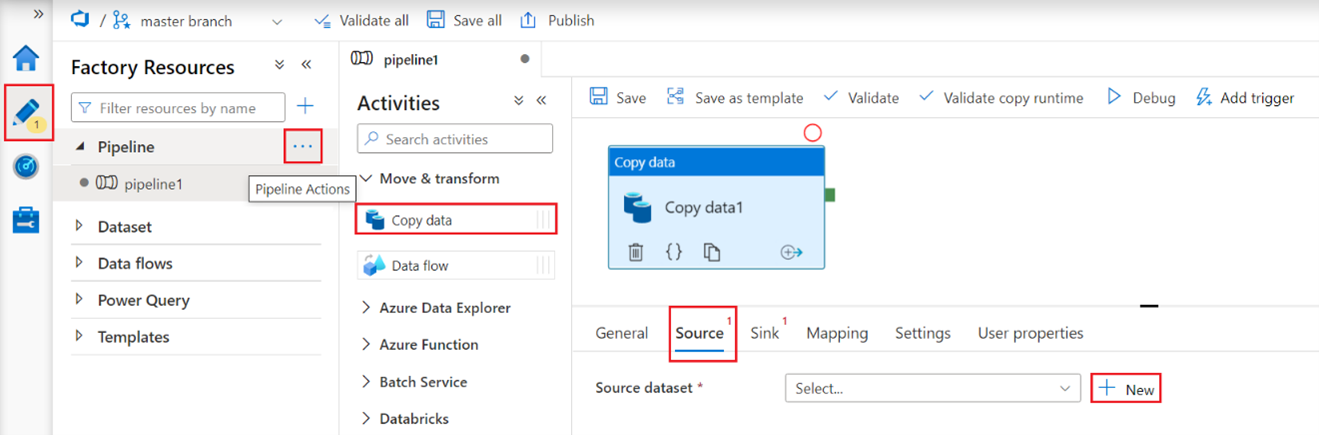 »
/ master branch
Validate all
Save all
Publish
1
Factory Resources
Filter resources by name
Pipeline
...
pipeline1
Pipeline Actions
Dataset
Data flows
Power Query
Templates
pipeline1
Activities
Search activities
Move & transform
Copy data
Data flow
Azure Data Explorer
Azure Function
Batch Service
Databricks
Save
Save as template
Validate
Validate copy runtime
Debug
Add trigger
Copy data
Copy data1
{}
General
Source 1
Sink 1
Mapping
Settings
User properties
Source dataset *
Select...
New